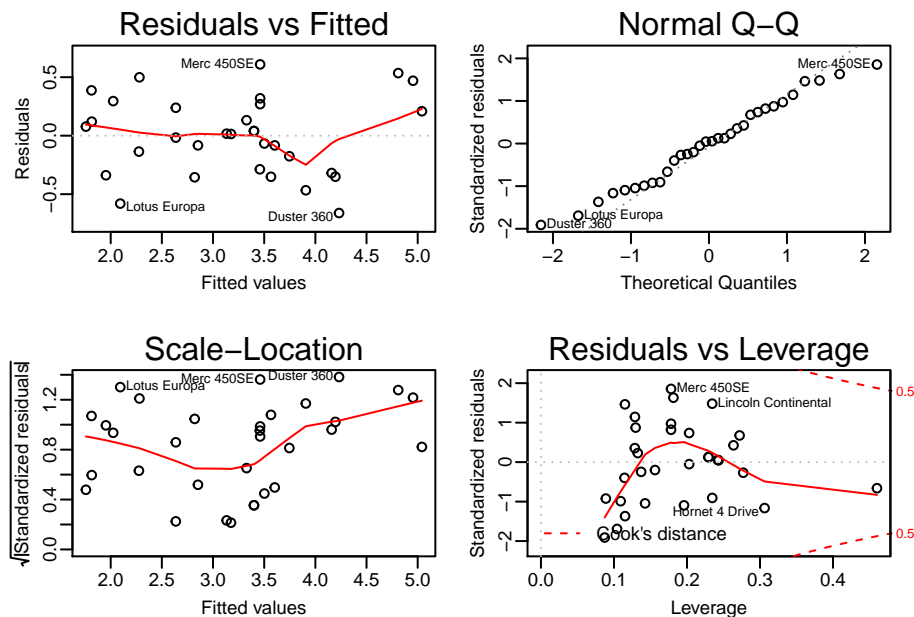 Residuals vs Fitted
Residuals
−0.5 0.0 0.5
Merc 450SE
Lotus Europa
Duster 360
2.0 2.5 3.0 3.5 4.0 4.5 5.0
Fitted values
Normal Q−Q
Standardized residuals
−2 −1 0 1 2
Merc 450SE
Lotus Europa
Duster 360
−2 −1 0 1 2
Theoretical Quantiles
Scale−Location
√|Standardized residuals|
0.0 0.4 0.8 1.2
Lotus Europa
Merc 450SE
Duster 360
2.0 2.5 3.0 3.5 4.0 4.5 5.0
Fitted values
Residuals vs Leverage
Standardized residuals
−2 −1 0 1 2
Merc 450SE
Lincoln Continental
Hornet 4 Drive
Cook's distance
0.5
0.5
0.0 0.1 0.2 0.3 0.4
Leverage